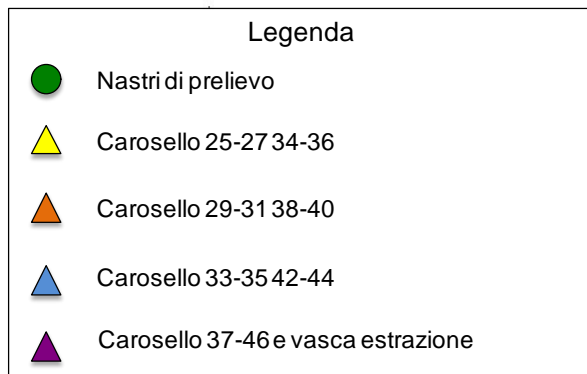 Legenda
Nastri di prelievo
Carosello 25-27 34-36
Carosello 29-31 38-40
Carosello 33-35 42-44
Carosello 37-46 e vasca estrazione